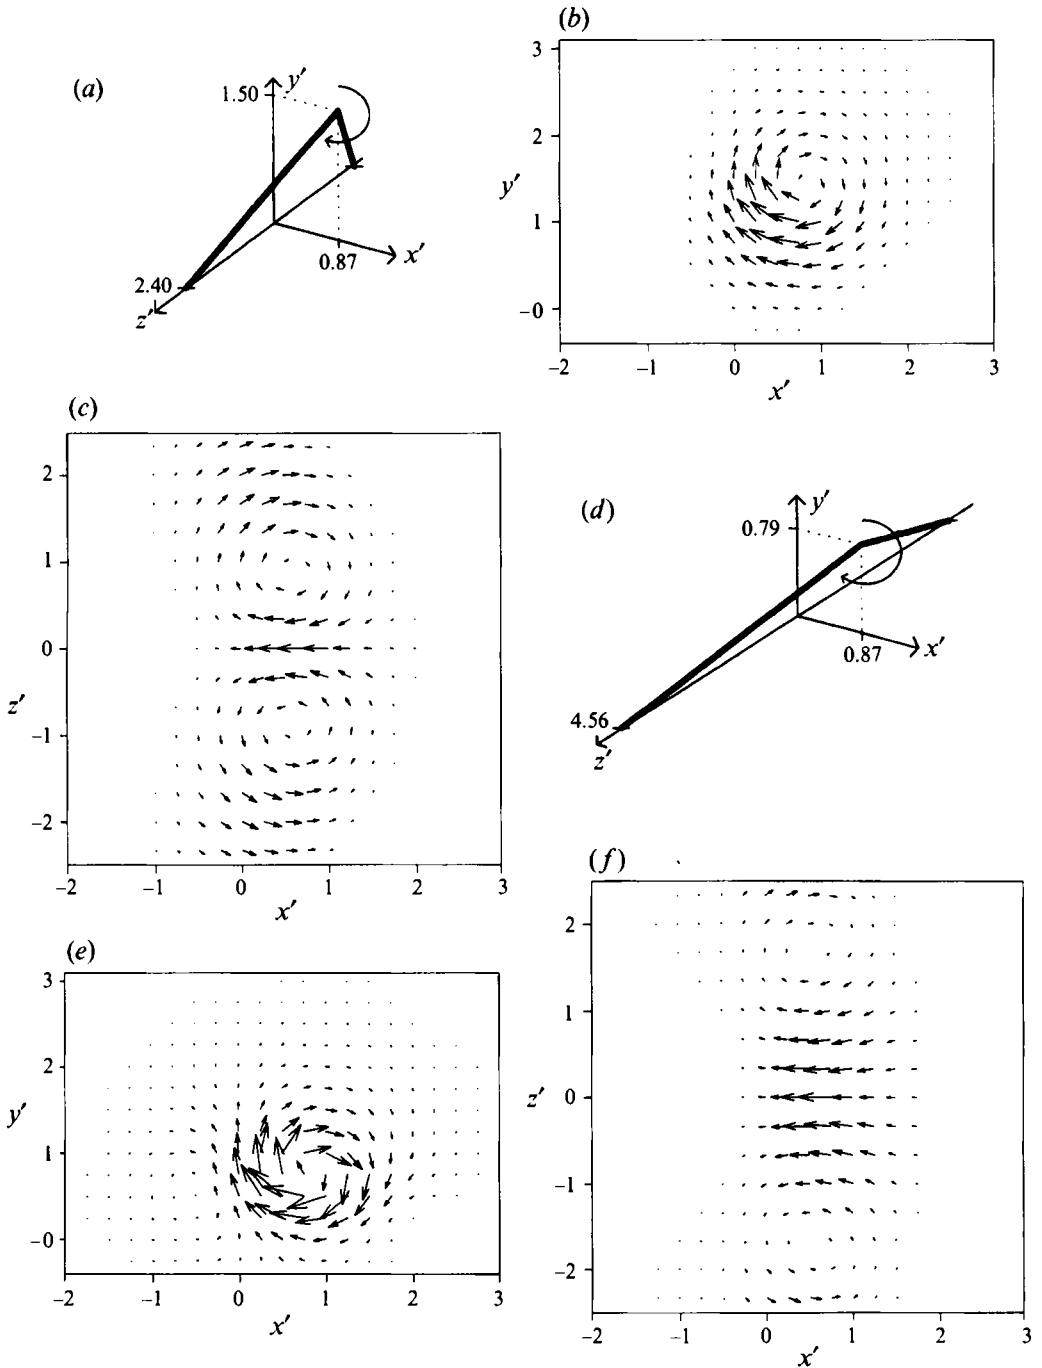 (a)
y′
1.50
x′
0.87
2.40
z′
(b)
3
2
y′
1
−0
−2 −1 0 1 2 3
x′
(c)
2
1
0
z′
−1
−2
−2 −1 0 1 2 3
x′
(d)
y′
0.79
x′
0.87
4.56
z′
(e)
3
2
y′
1
−0
−2 −1 0 1 2 3
x′
(f)
2
1
z′ 0
−1
−2
−2 −1 0 1 2 3
x′